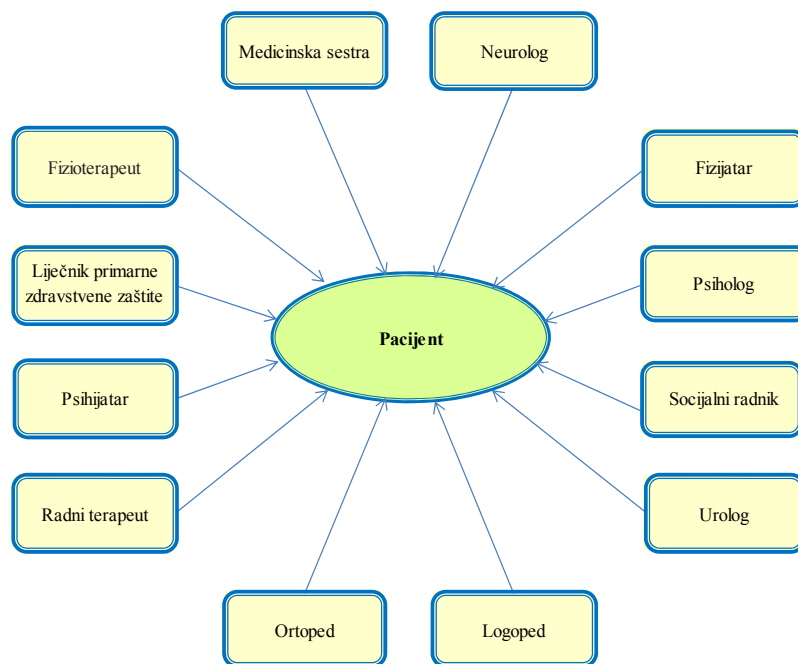 Medicinska sestra
Neurolog
Fizioterapeut
Fizijatar
Liječnik primarne
zdravstvene zaštite
Psiholog
Pacijent
Psihijatar
Socijalni radnik
Radni terapeut
Urolog
Ortoped
Logoped